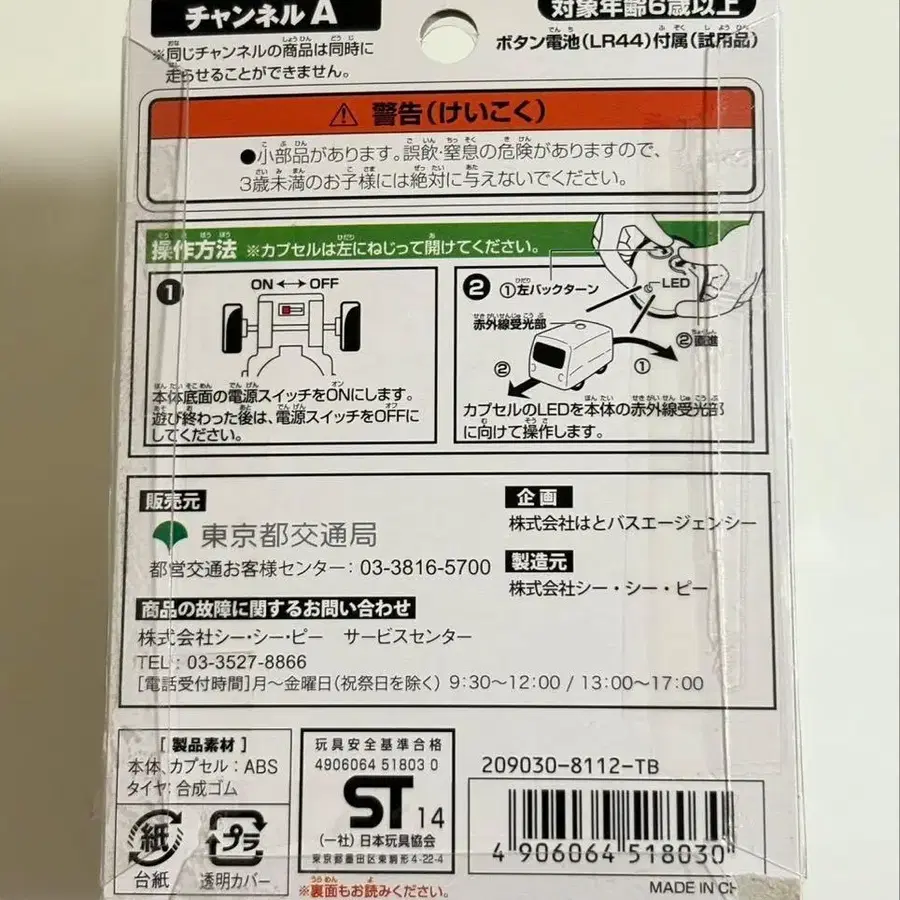 チャンネルA
※同じチャンネルの商品は同時に
走らせることができません。
対象年齢6歳以上
ボタン電池(LR44)付属(試用品)
⚠ 警告(けいこく)
●小部品があります。誤飲・窒息の危険がありますので、
3歳未満のお子様には絶対に与えないでください。
操作方法 ※カプセルは左にねじって開けてください。
1
ON ←→ OFF
本体底面の電源スイッチをONにします。
遊び終わった後は、電源スイッチをOFFに
してください。
2
①左バックターン
LED
赤外線受光部
②直進
②
①
カプセルのLEDを本体の赤外線受光部
に向けて操作します。
販売元
東京都交通局
都営交通お客様センター：03-3816-5700
企画
株式会社はとバスエージェンシー
製造元
株式会社シー・シー・ピー
商品の故障に関するお問い合わせ
株式会社シー・シー・ピー サービスセンター
TEL：03-3527-8866
[電話受付時間]月～金曜日(祝祭日を除く) 9:30～12:00 / 13:00～17:00
[製品素材]
本体、カプセル：ABS
タイヤ：合成ゴム
紙
台紙
プラ
透明カバー
玩具安全基準合格
4906064 51803 0
ST 14
(一社)日本玩具協会
東京都墨田区東駒形4-22-4
※裏面もお読みください。
209030-8112-TB
4 906064 518030
MADE IN CH